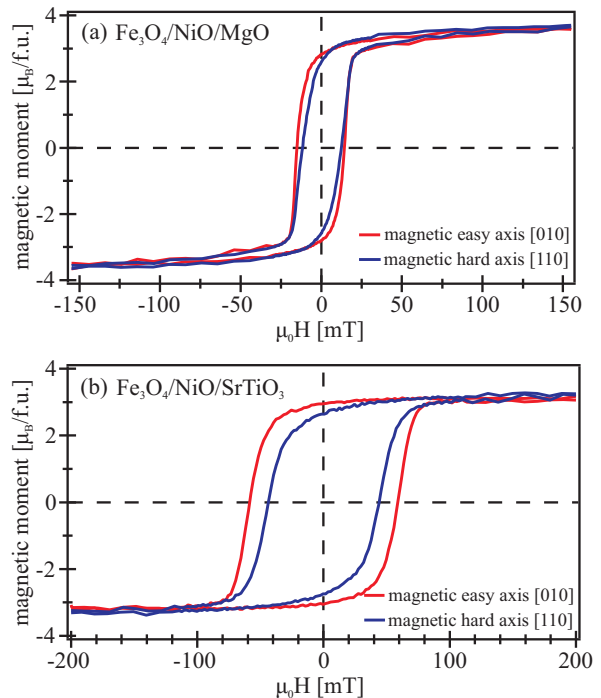 (a) Fe₃O₄/NiO/MgO
magnetic moment [μB/f.u.]
4
2
0
-2
-4
magnetic easy axis [010]
magnetic hard axis [110]
-150 -100 -50 0 50 100 150
μ₀H [mT]
(b) Fe₃O₄/NiO/SrTiO₃
magnetic moment [μB/f.u.]
4
2
0
-2
-4
magnetic easy axis [010]
magnetic hard axis [110]
-200 -100 0 100 200
μ₀H [mT]